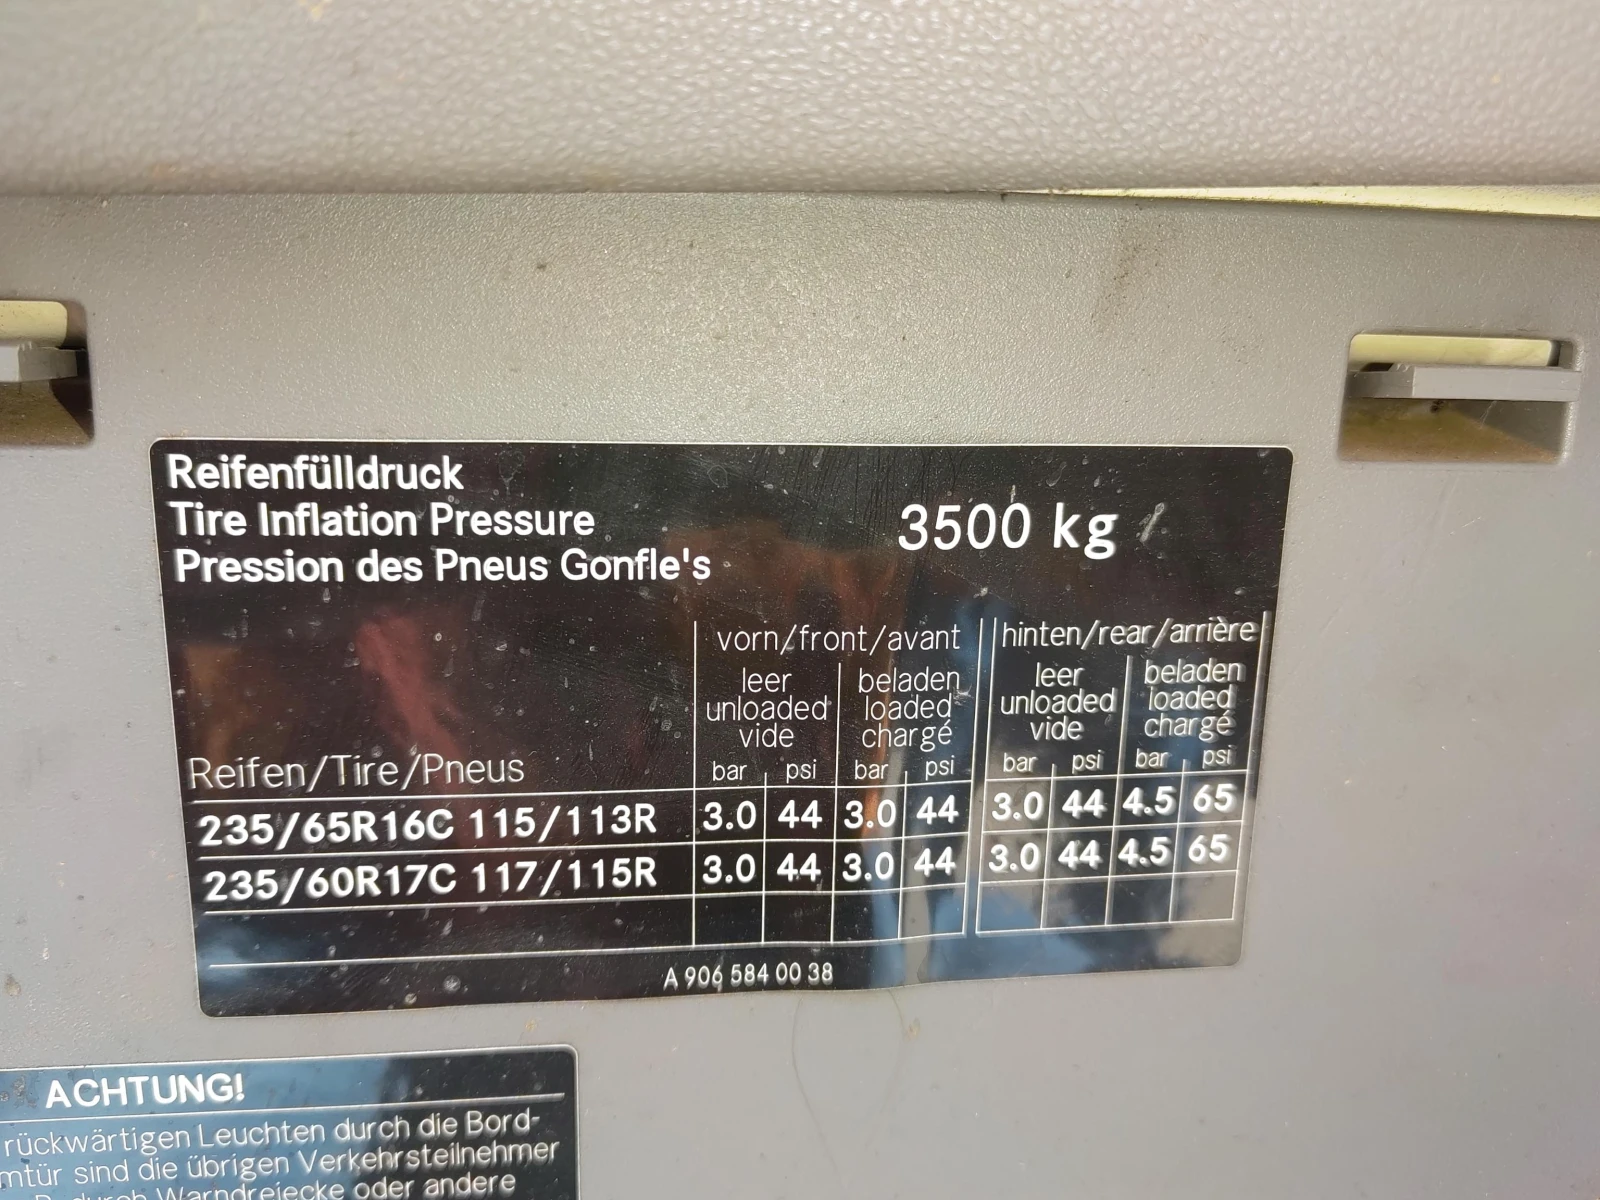 Reifenfülldruck
Tire Inflation Pressure
Pression des Pneus Gonfle's
3500 kg
vorn/front/avant hinten/rear/arrière
leer beladen leer beladen
unloaded loaded unloaded loaded
vide chargé vide chargé
Reifen/Tire/Pneus bar psi bar psi bar psi bar psi
235/65R16C 115/113R 3.0 44 3.0 44 3.0 44 4.5 65
235/60R17C 117/115R 3.0 44 3.0 44 3.0 44 4.5 65
A 906 584 00 38
ACHTUNG!
rückwärtigen Leuchten durch die Bord-
mtür sind die übrigen Verkehrsteilnehmer
durch Warndreiecke oder andere